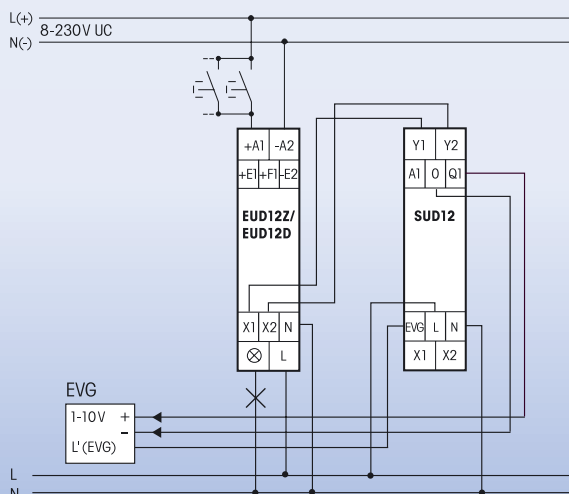 L(+)
8-230V UC
N(-)
+A1 -A2
+E1 +F1 -E2
EUD12Z/
EUD12D
X1 X2 N
L
Y1 Y2
A1 0 Q1
SUD12
EVG L N
X1 X2
EVG
1-10V +
-
L'(EVG)
L
N